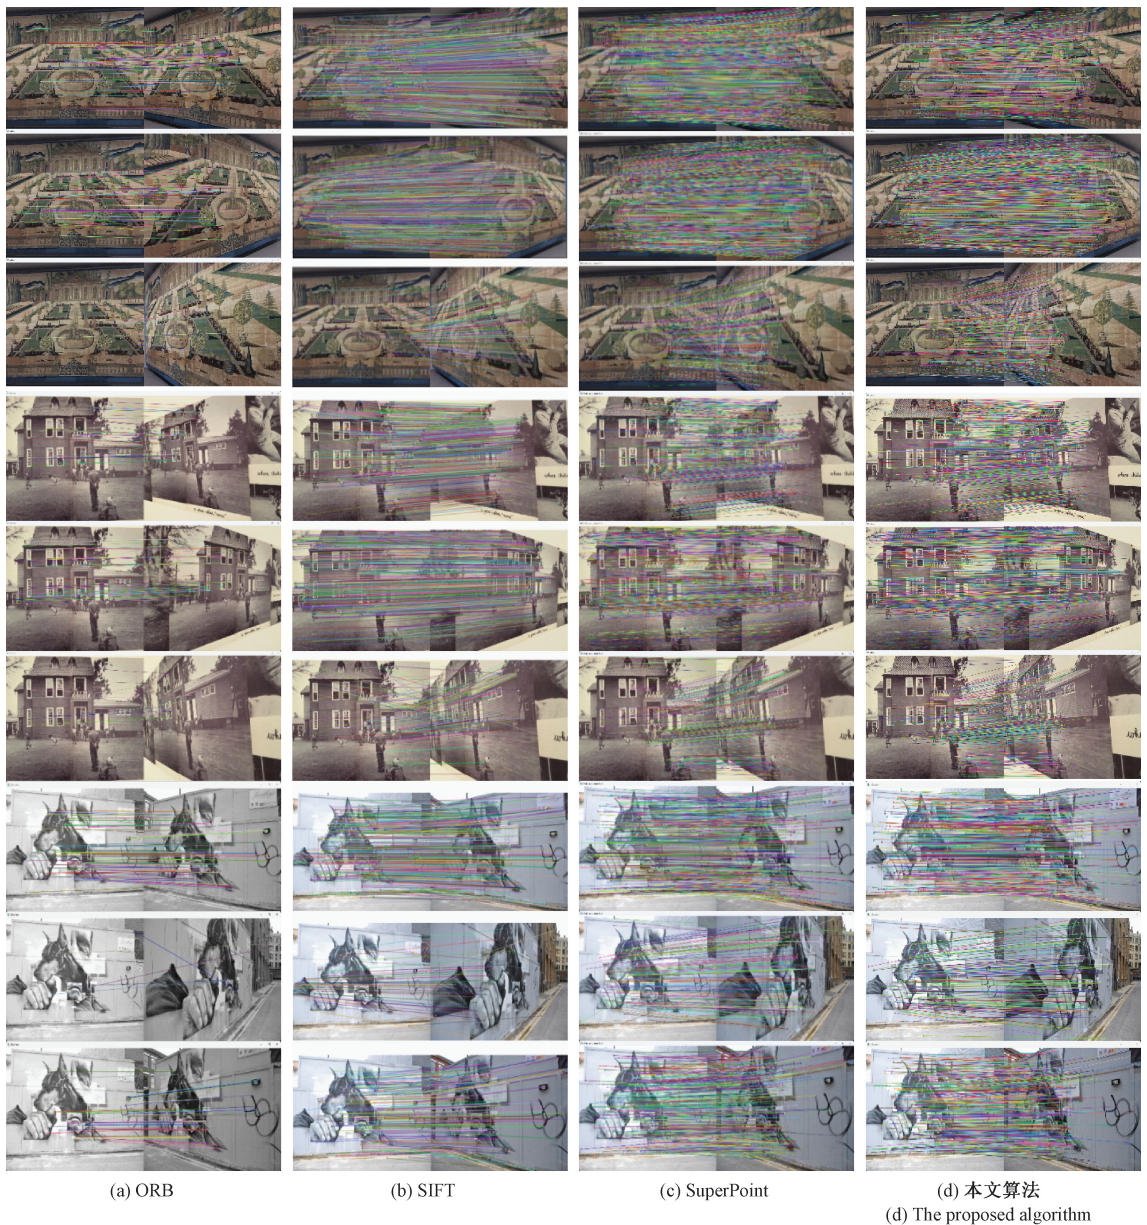 (a) ORB
(b) SIFT
(c) SuperPoint
(d) 本文算法
(d) The proposed algorithm